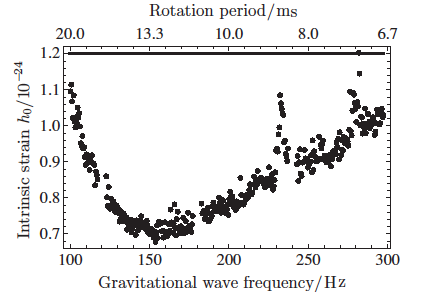 Rotation period/ms
20.0 13.3 10.0 8.0 6.7
1.2
1.1
1.0
0.9
0.8
0.7
Intrinsic strain h₀/10⁻²⁴
100 150 200 250 300
Gravitational wave frequency/Hz